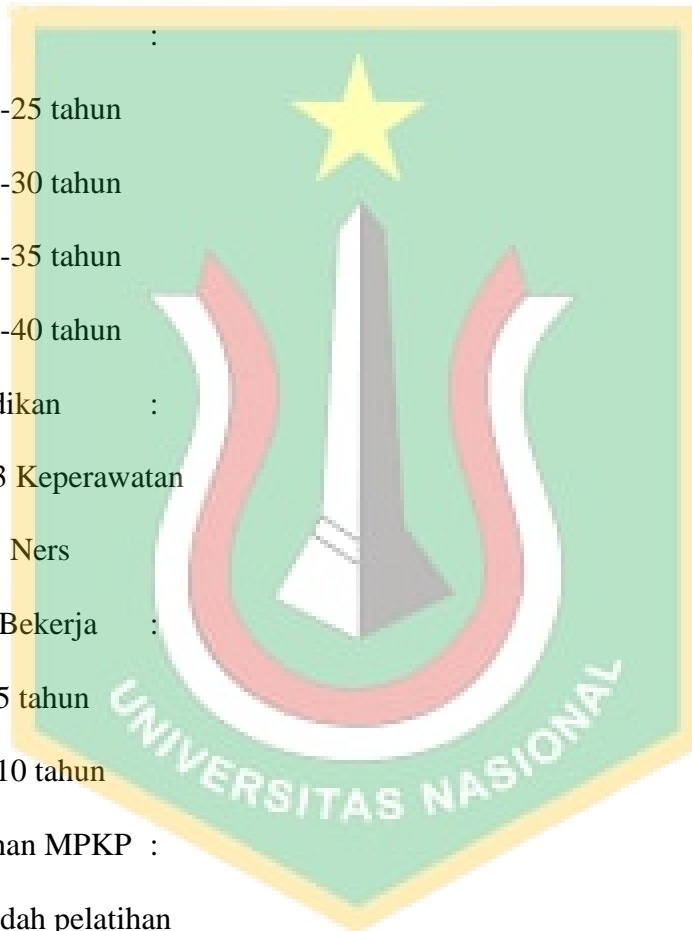 :
-25 tahun
-30 tahun
-35 tahun
-40 tahun
dikan :
3 Keperawatan
Ners
Bekerja :
5 tahun
10 tahun
nan MPKP :
dah pelatihan
UNIVERSITAS NASIONAL